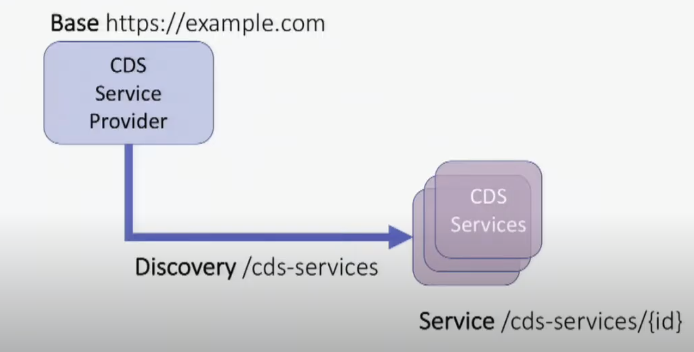 Base https://example.com
CDS
Service
Provider
CDS
Services
Discovery /cds-services
Service /cds-services/{id}